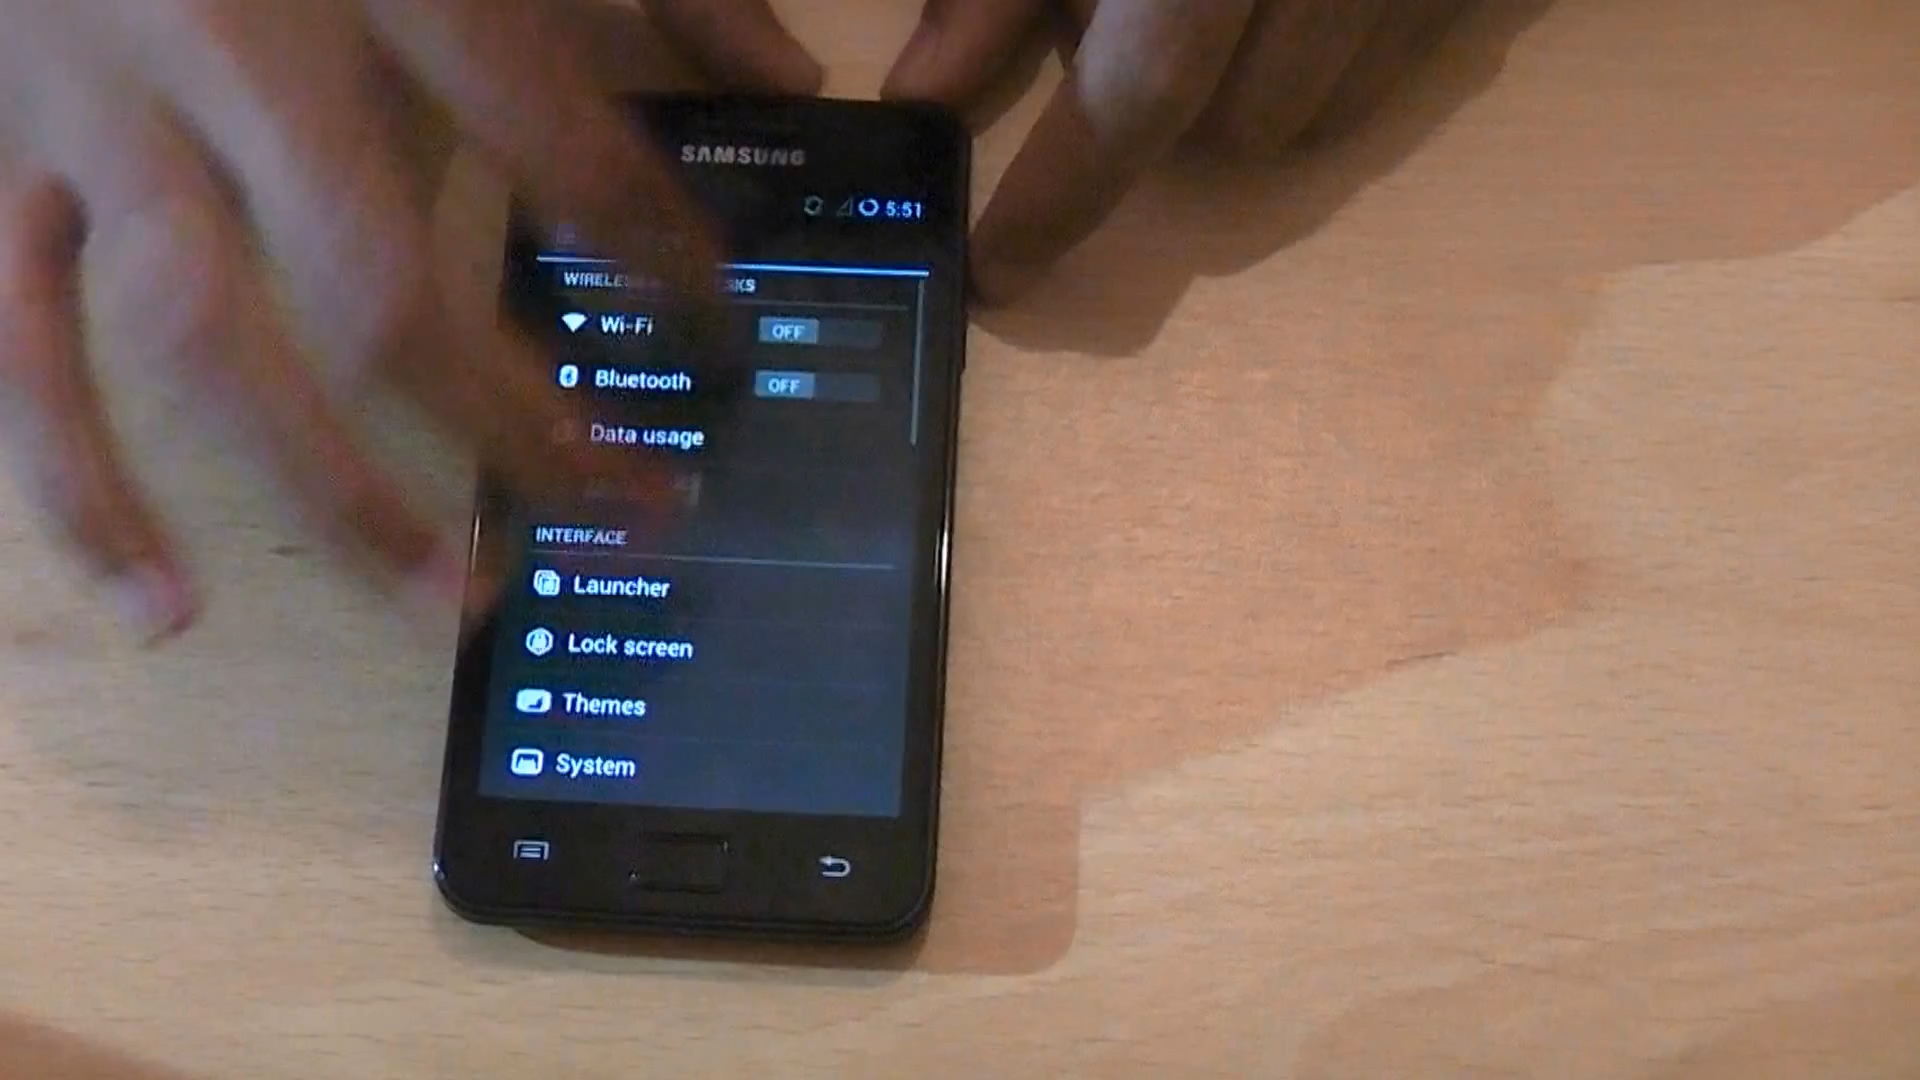 SAMSUNG
5:51
Wi-Fi OFF
Bluetooth OFF
Data usage
INTERFACE
Launcher
Lock screen
Themes
System